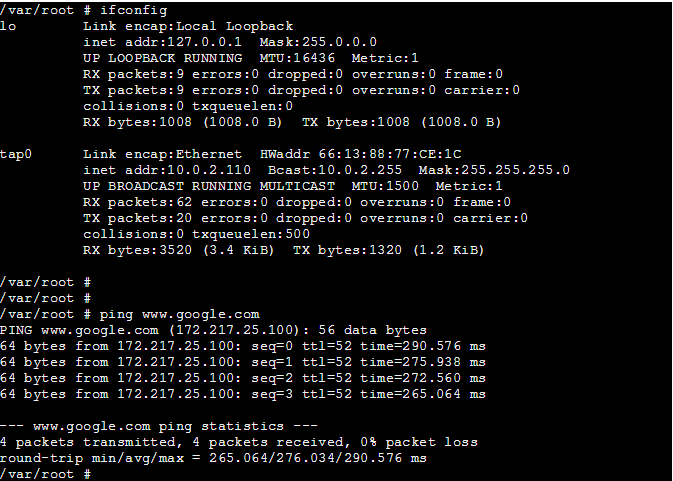 /var/root # ifconfig
lo        Link encap:Local Loopback
          inet addr:127.0.0.1  Mask:255.0.0.0
          UP LOOPBACK RUNNING  MTU:16436  Metric:1
          RX packets:9 errors:0 dropped:0 overruns:0 frame:0
          TX packets:9 errors:0 dropped:0 overruns:0 carrier:0
          collisions:0 txqueuelen:0
          RX bytes:1008 (1008.0 B)  TX bytes:1008 (1008.0 B)

tap0      Link encap:Ethernet  HWaddr 66:13:88:77:CE:1C
          inet addr:10.0.2.110  Bcast:10.0.2.255  Mask:255.255.255.0
          UP BROADCAST RUNNING MULTICAST  MTU:1500  Metric:1
          RX packets:62 errors:0 dropped:0 overruns:0 frame:0
          TX packets:20 errors:0 dropped:0 overruns:0 carrier:0
          collisions:0 txqueuelen:500
          RX bytes:3520 (3.4 KiB)  TX bytes:1320 (1.2 KiB)

/var/root #
/var/root #
/var/root # ping www.google.com
PING www.google.com (172.217.25.100): 56 data bytes
64 bytes from 172.217.25.100: seq=0 ttl=52 time=290.576 ms
64 bytes from 172.217.25.100: seq=1 ttl=52 time=275.938 ms
64 bytes from 172.217.25.100: seq=2 ttl=52 time=272.560 ms
64 bytes from 172.217.25.100: seq=3 ttl=52 time=265.064 ms

--- www.google.com ping statistics ---
4 packets transmitted, 4 packets received, 0% packet loss
round-trip min/avg/max = 265.064/276.034/290.576 ms
/var/root #